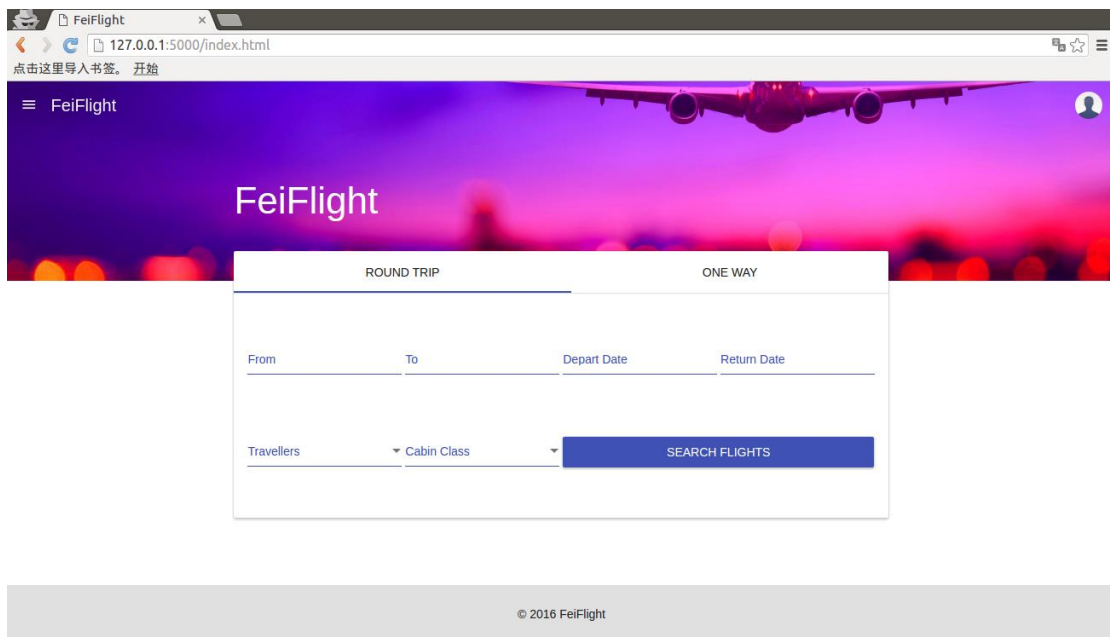 FeiFlight
127.0.0.1:5000/index.html
点击这里导入书签。 开始
FeiFlight
FeiFlight
ROUND TRIP ONE WAY
From To Depart Date Return Date
Travellers Cabin Class SEARCH FLIGHTS
© 2016 FeiFlight